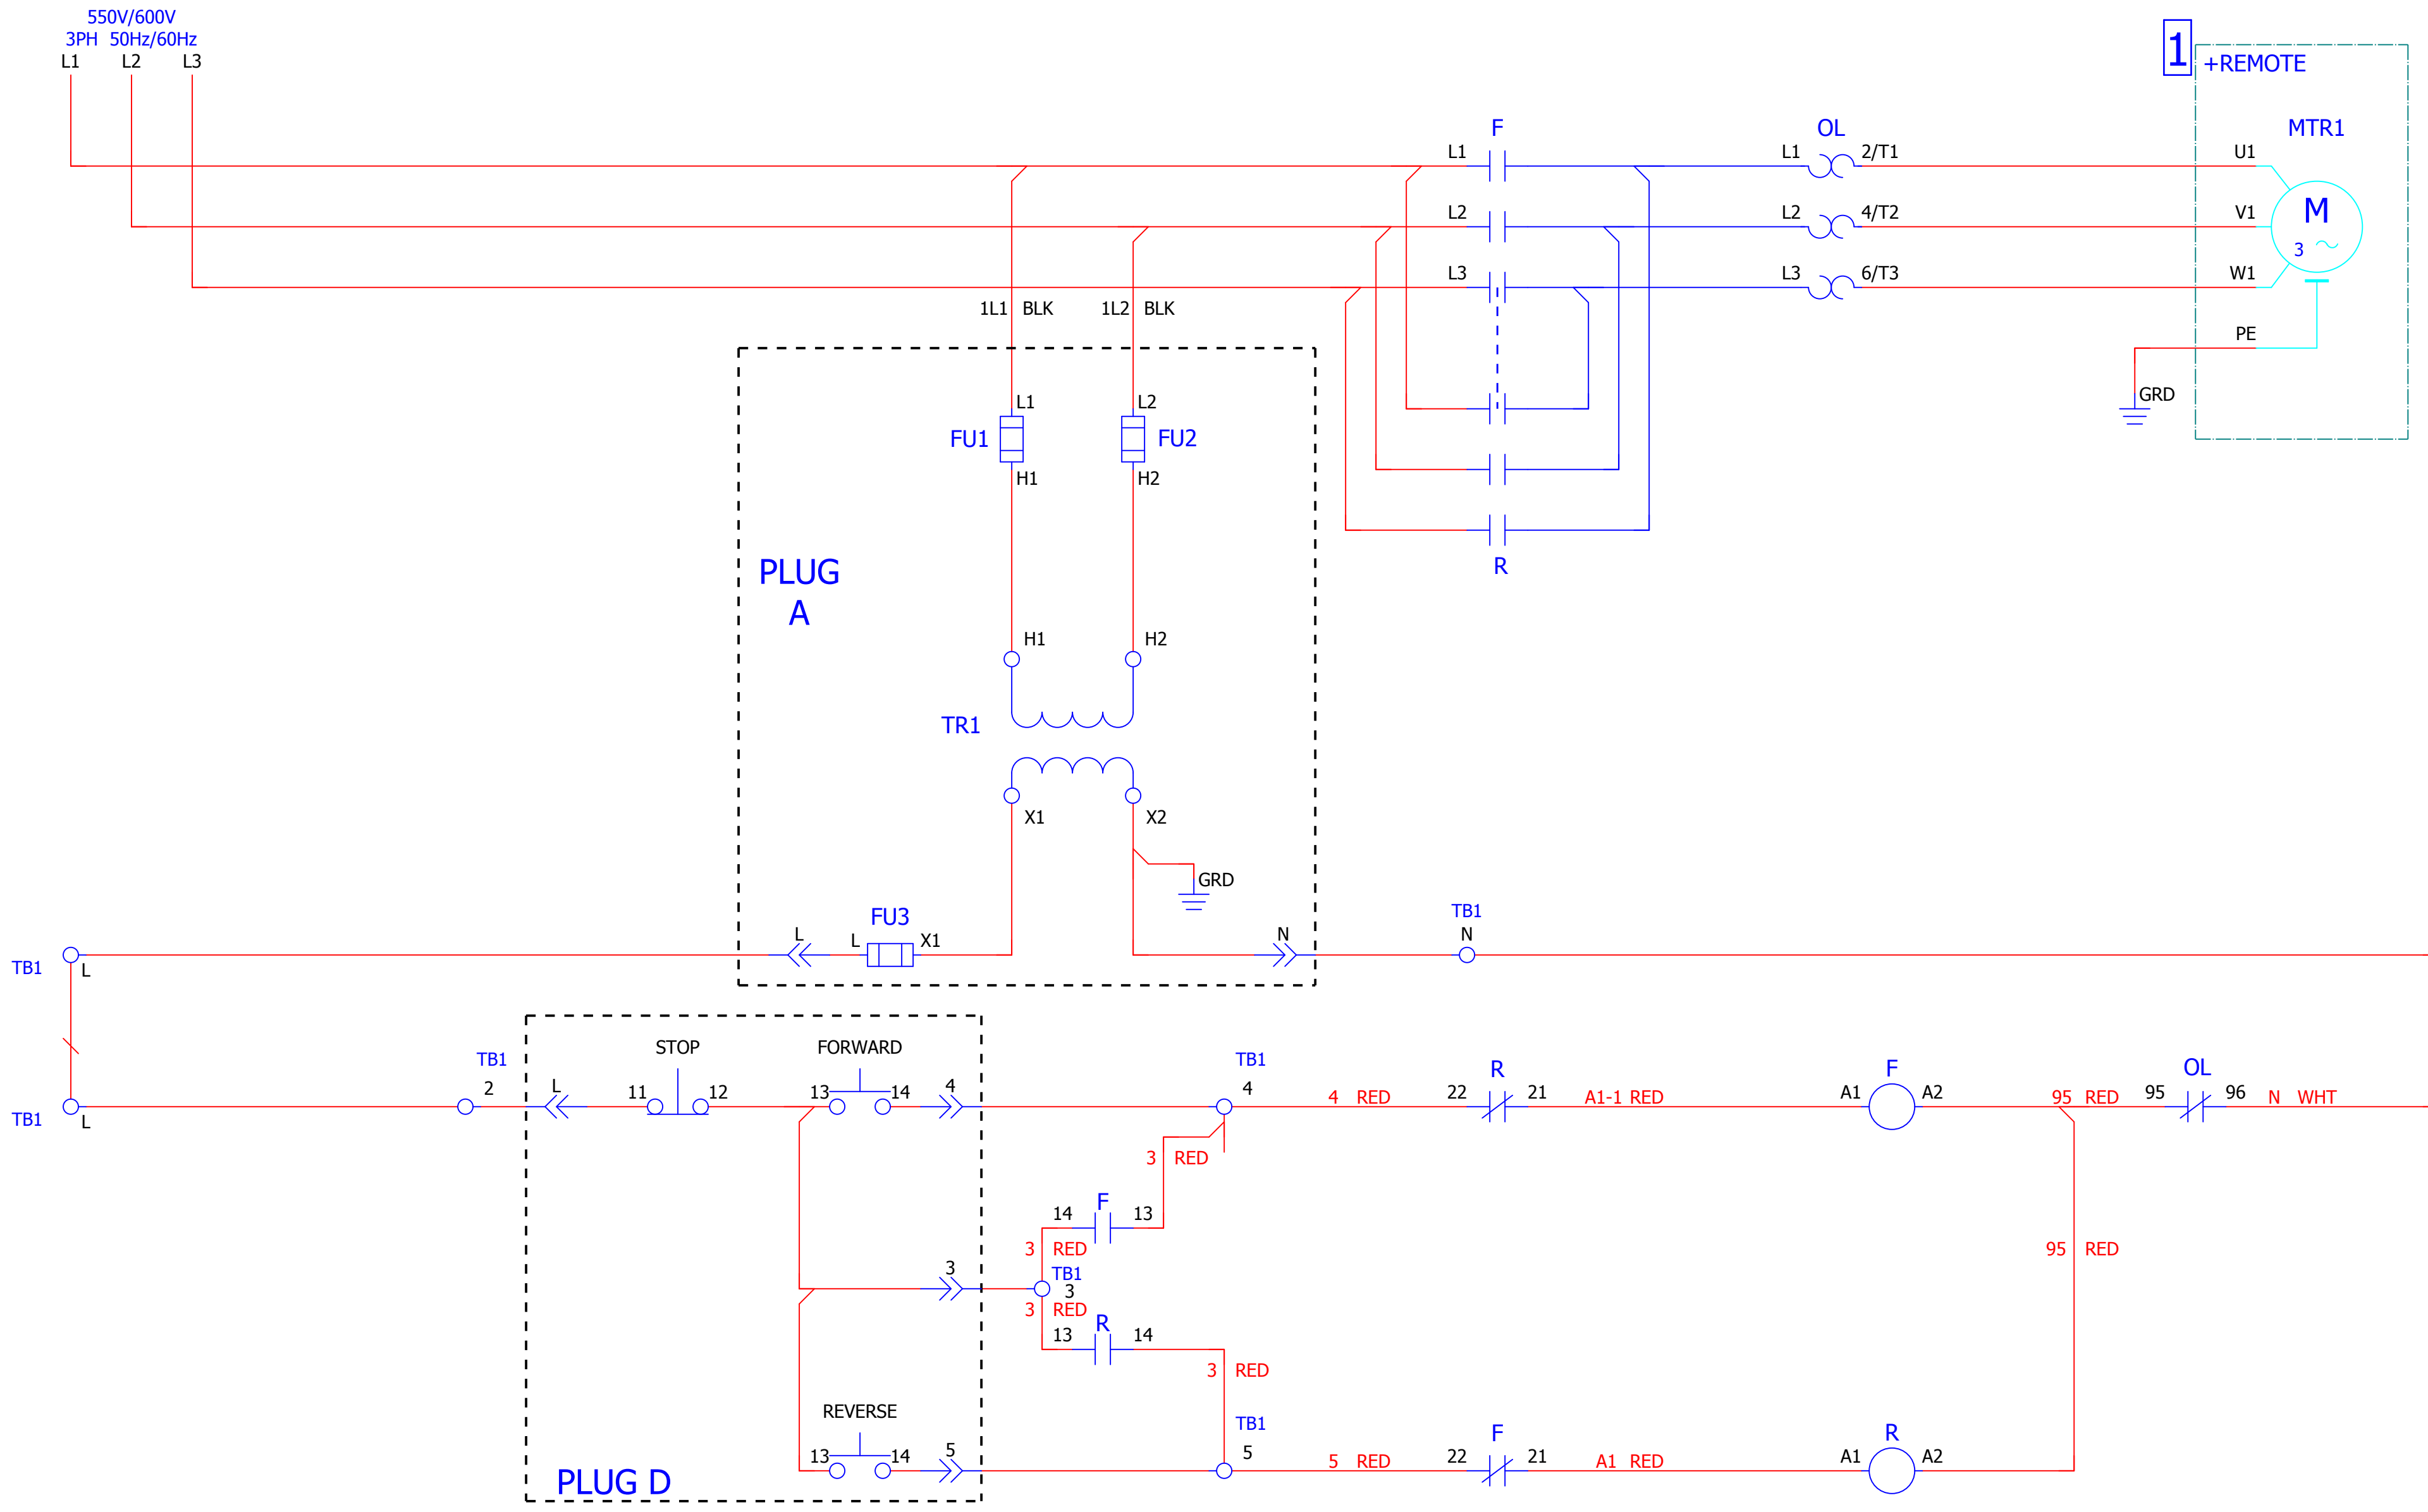 550V/600V
3PH 50Hz/60Hz
L1 L2 L3
1
+REMOTE
F OL MTR1
L1 L1 2/T1 U1
L2 L2 4/T2 V1
M
3
L3 L3 6/T3 W1
1L1 BLK 1L2 BLK
PE
GRD
L1 L2
FU1 FU2
H1 H2
R
PLUG
A
H1 H2
TR1
X1 X2
GRD
FU3
L L X1 N
TB1
N
TB1 L
STOP FORWARD
TB1 TB1 R F OL
2 L 11 12 13 14 4 4
4 RED 22 21 A1-1 RED A1 A2 95 RED 95 96 N WHT
TB1 L
3 RED
F
14 13
3 RED
95 RED
3 TB1
3
3 RED
R
13 14
3 RED
REVERSE
TB1 F R
13 14 5 5
5 RED 22 21 A1 RED A1 A2
PLUG D